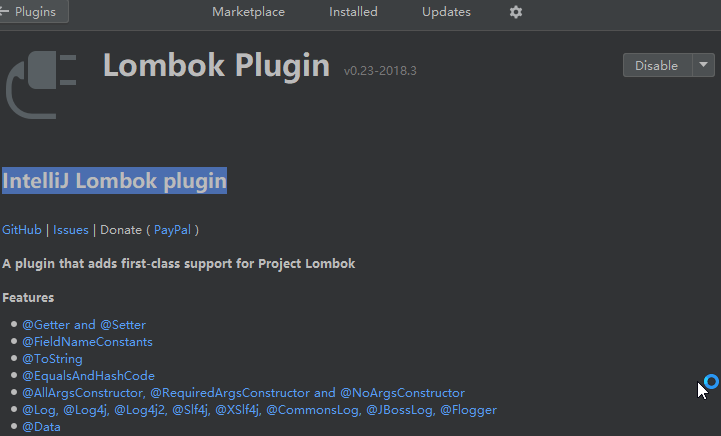 ← Plugins Marketplace Installed Updates
Lombok Plugin v0.23-2018.3 Disable
IntelliJ Lombok plugin
GitHub | Issues | Donate ( PayPal )
A plugin that adds first-class support for Project Lombok
Features
● @Getter and @Setter
● @FieldNameConstants
● @ToString
● @EqualsAndHashCode
● @AllArgsConstructor, @RequiredArgsConstructor and @NoArgsConstructor
● @Log, @Log4j, @Log4j2, @Slf4j, @XSlf4j, @CommonsLog, @JBossLog, @Flogger
● @Data